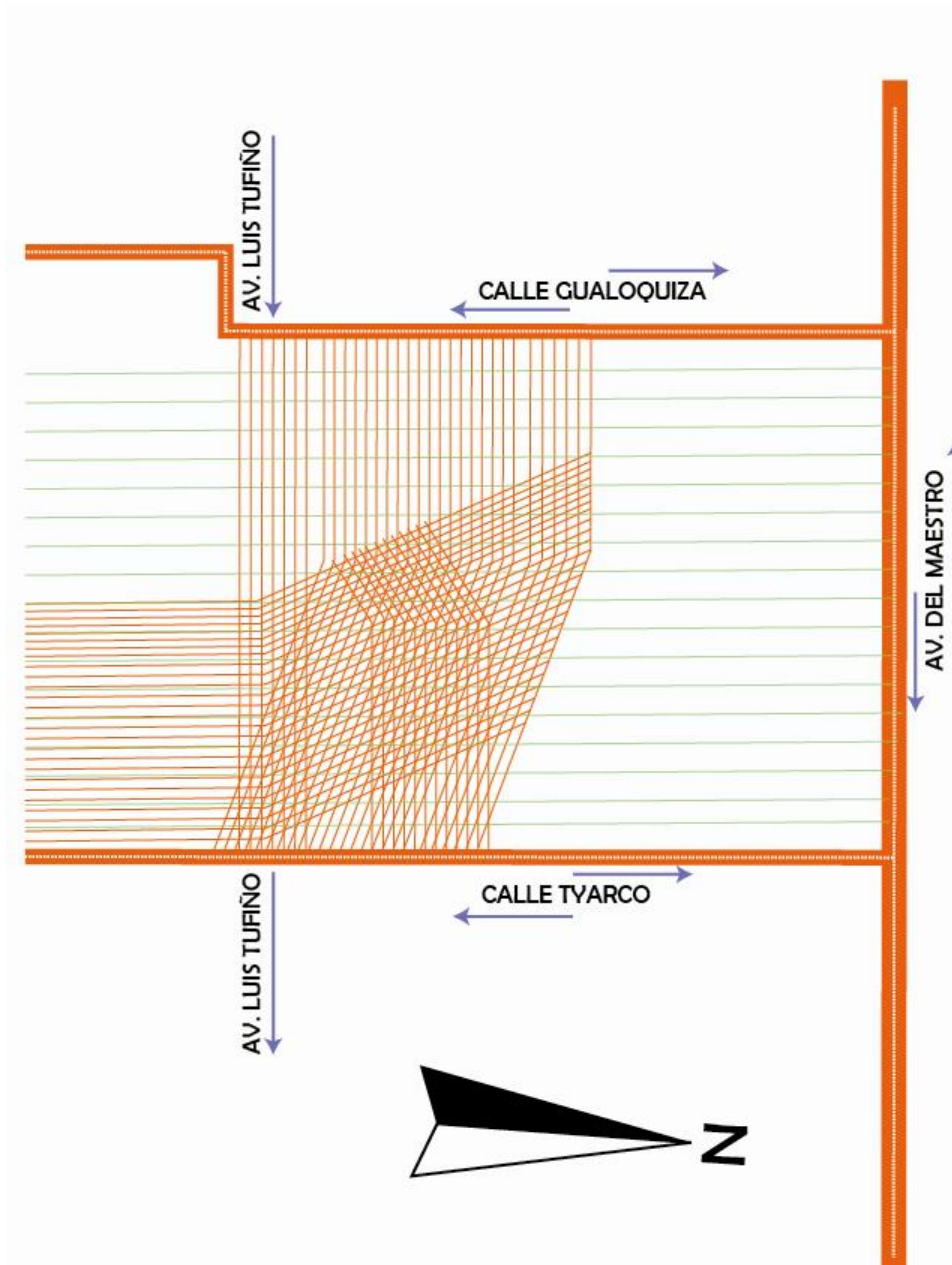 AV. LUIS TUFIÑO
CALLE GUALOQUIZA
AV. DEL MAESTRO
CALLE TYARCO
AV. LUIS TUFIÑO
N